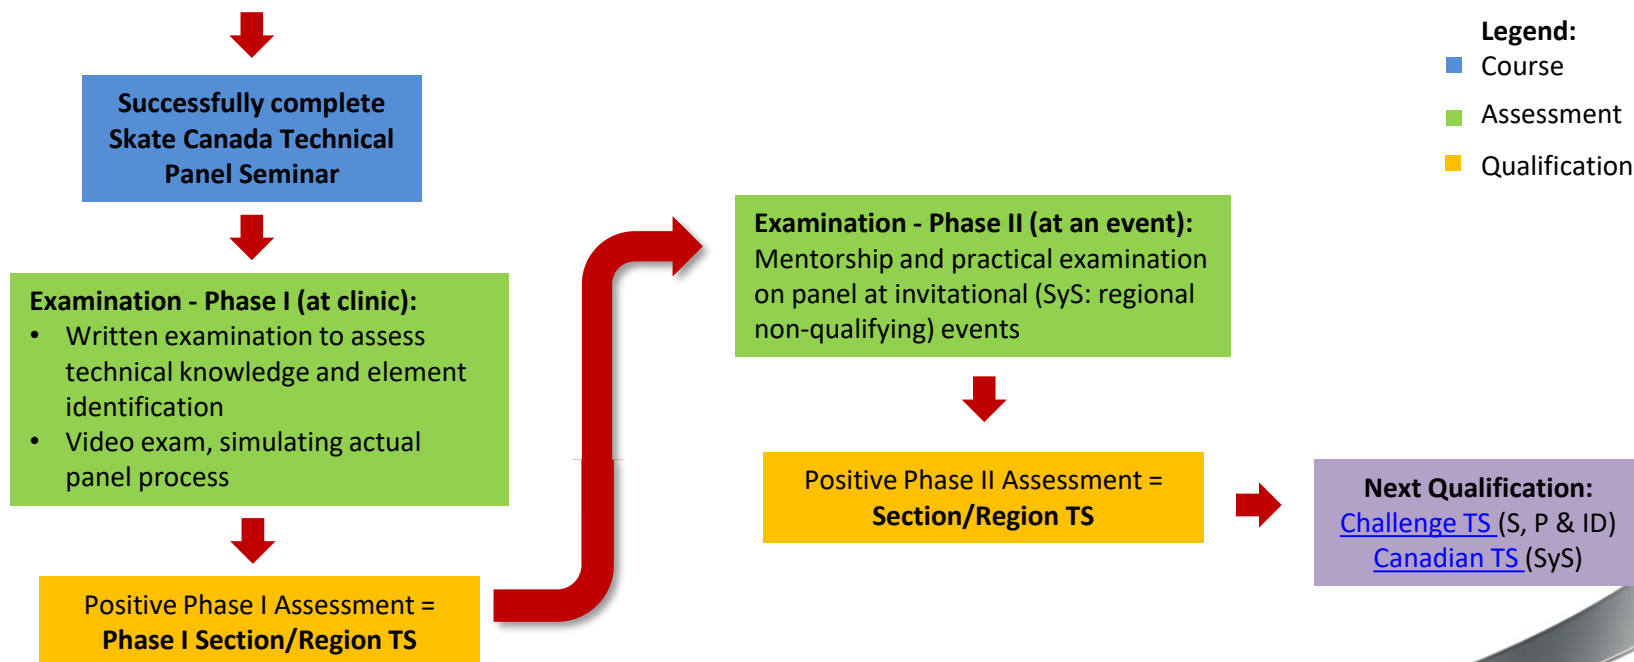 Successfully complete
Skate Canada Technical
Panel Seminar
Examination - Phase I (at clinic):
• Written examination to assess
technical knowledge and element
identification
• Video exam, simulating actual
panel process
Positive Phase I Assessment =
Phase I Section/Region TS
Examination - Phase II (at an event):
Mentorship and practical examination
on panel at invitational (SyS: regional
non-qualifying) events
Positive Phase II Assessment =
Section/Region TS
Next Qualification:
Challenge TS (S, P & ID)
Canadian TS (SyS)
Legend:
Course
Assessment
Qualification